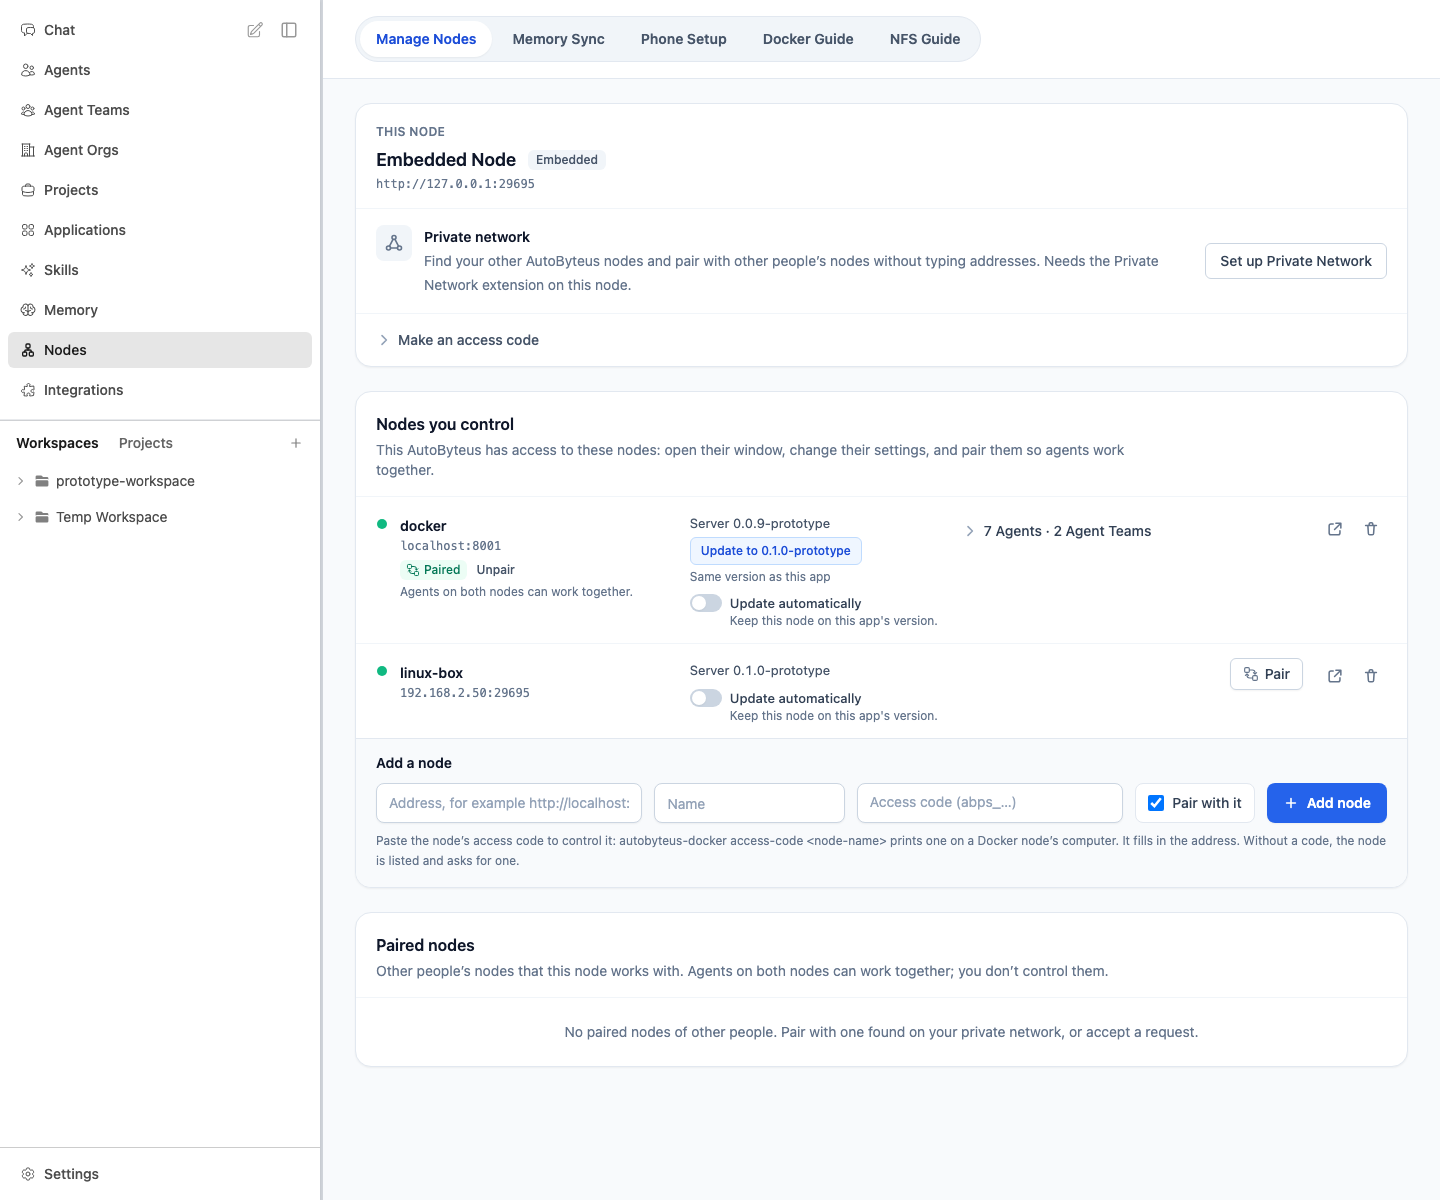 Chat
Agents
Agent Teams
Agent Orgs
Projects
Applications
Skills
Memory
Nodes
Integrations
Workspaces
Projects
prototype-workspace
Temp Workspace
Settings
Manage Nodes
Memory Sync
Phone Setup
Docker Guide
NFS Guide
THIS NODE
Embedded Node
Embedded
http://127.0.0.1:29695
Private network
Find your other AutoByteus nodes and pair with other people’s nodes without typing addresses. Needs the Private
Network extension on this node.
Set up Private Network
Make an access code
Nodes you control
This AutoByteus has access to these nodes: open their window, change their settings, and pair them so agents work
together.
docker
localhost:8001
Paired
Unpair
Agents on both nodes can work together.
Server 0.0.9-prototype
Update to 0.1.0-prototype
Same version as this app
Update automatically
Keep this node on this app's version.
7 Agents · 2 Agent Teams
linux-box
192.168.2.50:29695
Server 0.1.0-prototype
Update automatically
Keep this node on this app's version.
Pair
Add a node
Address, for example http://localhost:
Name
Access code (abps_…)
Pair with it
Add node
Paste the node’s access code to control it: autobyteus-docker access-code <node-name> prints one on a Docker node’s computer. It fills in the address. Without a code, the node
is listed and asks for one.
Paired nodes
Other people’s nodes that this node works with. Agents on both nodes can work together; you don’t control them.
No paired nodes of other people. Pair with one found on your private network, or accept a request.